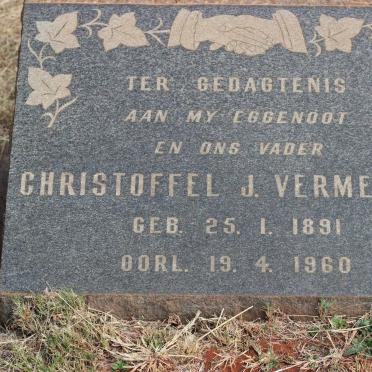 TER GEDAGTENIS
AAN MY EGGENOOT
EN ONS VADER
CHRISTOFFEL J. VERME
GEB. 25. 1. 1891
OORL. 19. 4. 1960